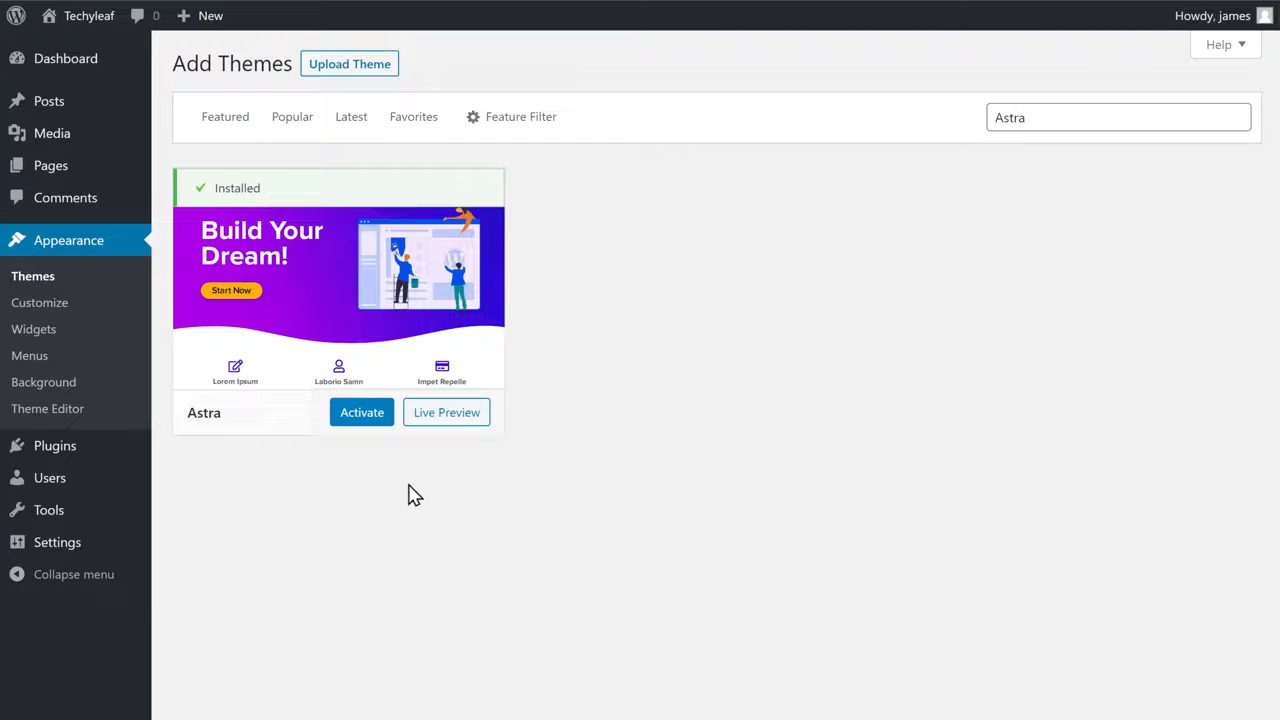 Techyleaf 0 New Howdy, james
Help
Dashboard
Posts
Media
Pages
Comments
Appearance
Themes
Customize
Widgets
Menus
Background
Theme Editor
Plugins
Users
Tools
Settings
Collapse menu
Add Themes Upload Theme
Featured Popular Latest Favorites Feature Filter Astra
Installed
Build Your
Dream!
Start Now
Lorem Ipsum Laborio Samn Impet Repelle
Astra Activate Live Preview